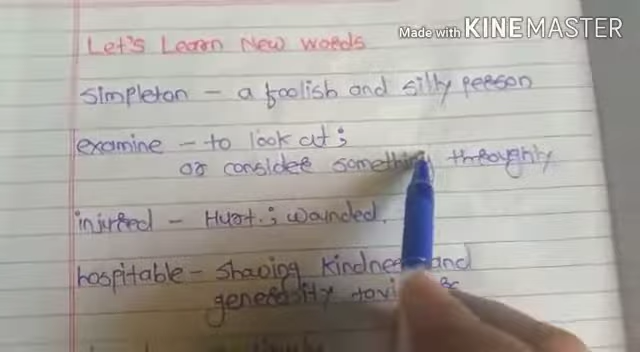 Made with KINEMASTER
Let's Learn New words
simpleton - a foolish and silly person
examine - to look at;
or consider something throughly
injured - Hurt; wounded.
hospitable - showing kindness and
generosity